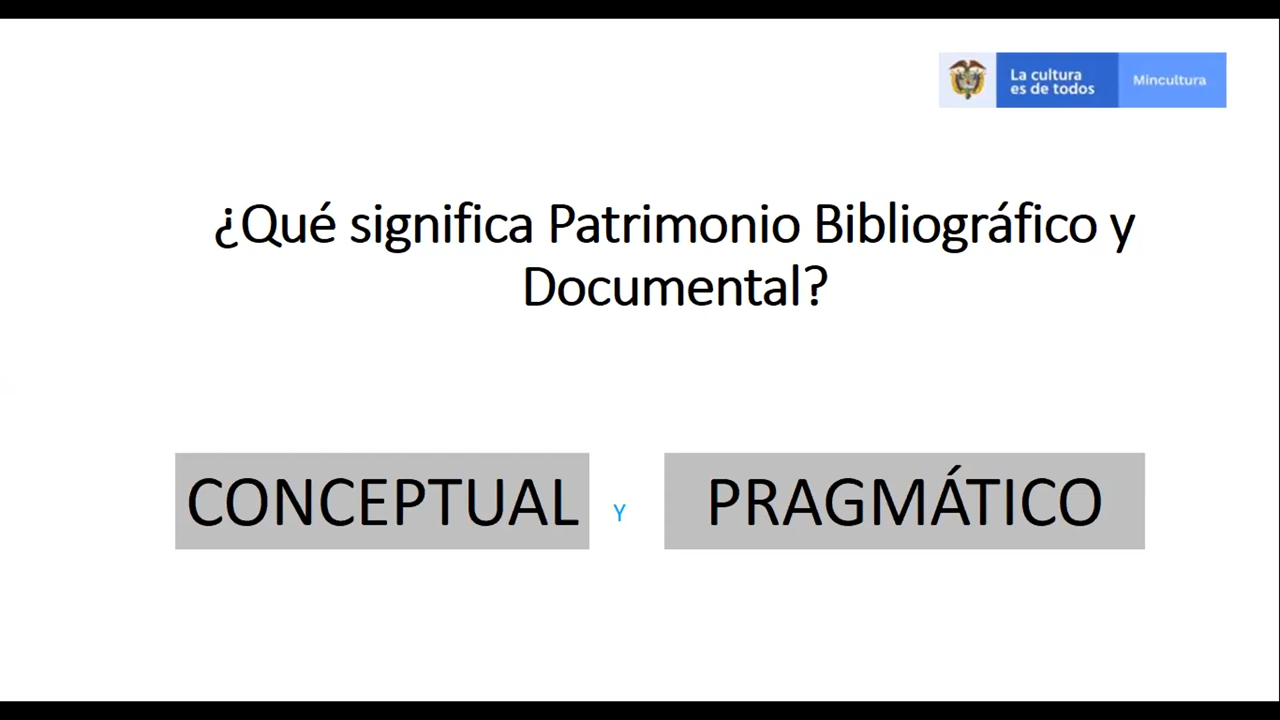 La cultura
es de todos
Mincultura
¿Qué significa Patrimonio Bibliográfico y
Documental?
CONCEPTUAL Y PRAGMÁTICO